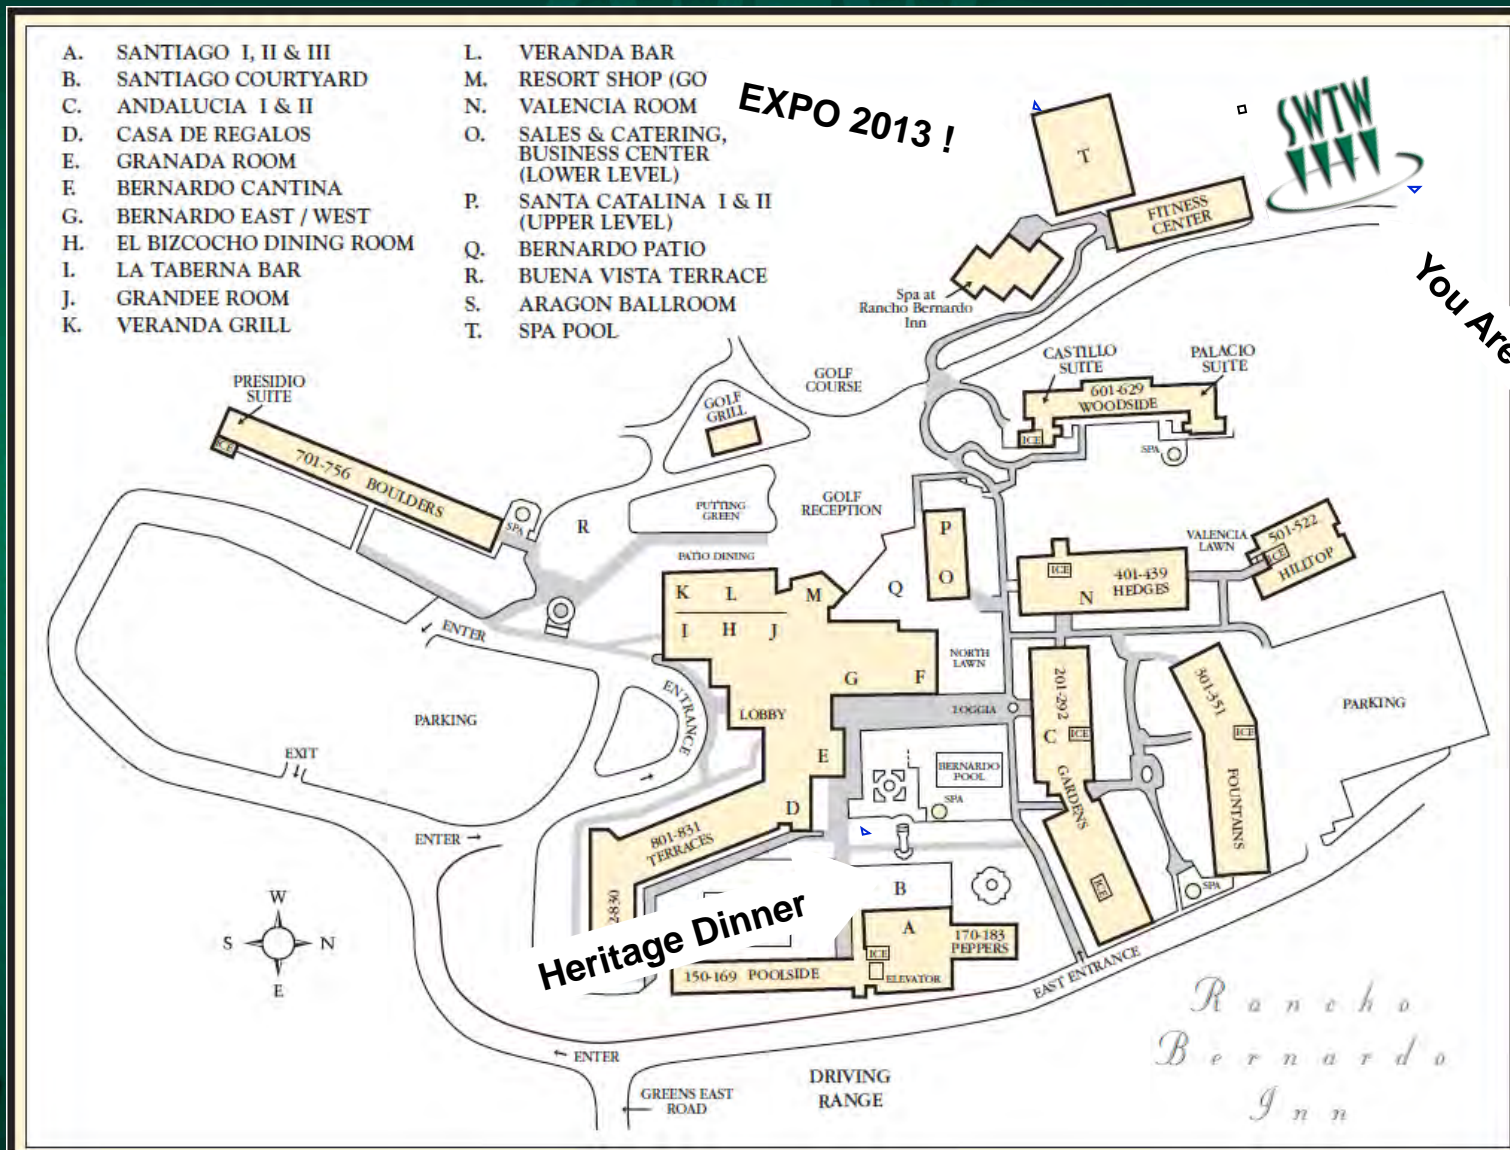 A. SANTIAGO I, II & III
B. SANTIAGO COURTYARD
C. ANDALUCIA I & II
D. CASA DE REGALOS
E. GRANADA ROOM
F. BERNARDO CANTINA
G. BERNARDO EAST / WEST
H. EL BIZCOCHO DINING ROOM
I. LA TABERNA BAR
J. GRANDEE ROOM
K. VERANDA GRILL
L. VERANDA BAR
M. RESORT SHOP (GO
N. VALENCIA ROOM
O. SALES & CATERING,
BUSINESS CENTER
(LOWER LEVEL)
P. SANTA CATALINA I & II
(UPPER LEVEL)
Q. BERNARDO PATIO
R. BUENA VISTA TERRACE
S. ARAGON BALLROOM
T. SPA POOL
EXPO 2013 !
SWTW
You Are
T
FITNESS
CENTER
Spa at
Rancho Bernardo
Inn
CASTILLO
SUITE
PALACIO
SUITE
601-629
WOODSIDE
ICE
SPA
GOLF
COURSE
GOLF
GRILL
PRESIDIO
SUITE
ICE
701-756 BOULDERS
SPA
R
PUTTING
GREEN
GOLF
RECEPTION
PATIO DINING
P
O
Q
VALENCIA
LAWN
501-522
ICE
HILLTOP
ICE
401-439
HEDGES
N
K L M
I H J
G F
NORTH
LAWN
LOBBY
LOGGIA
E
D
ENTER
ENTRANCE
PARKING
EXIT
ENTER
BERNARDO
POOL
SPA
201-292
C
ICE
GARDENS
ICE
301-351
ICE
FOUNTAINS
SPA
PARKING
801-831
TERRACES
2-830
Heritage Dinner
B
A
ICE
ELEVATOR
170-183
PEPPERS
150-169 POOLSIDE
W
S N
E
EAST ENTRANCE
ENTER
GREENS EAST
ROAD
DRIVING
RANGE
Rancho
Bernardo
Inn